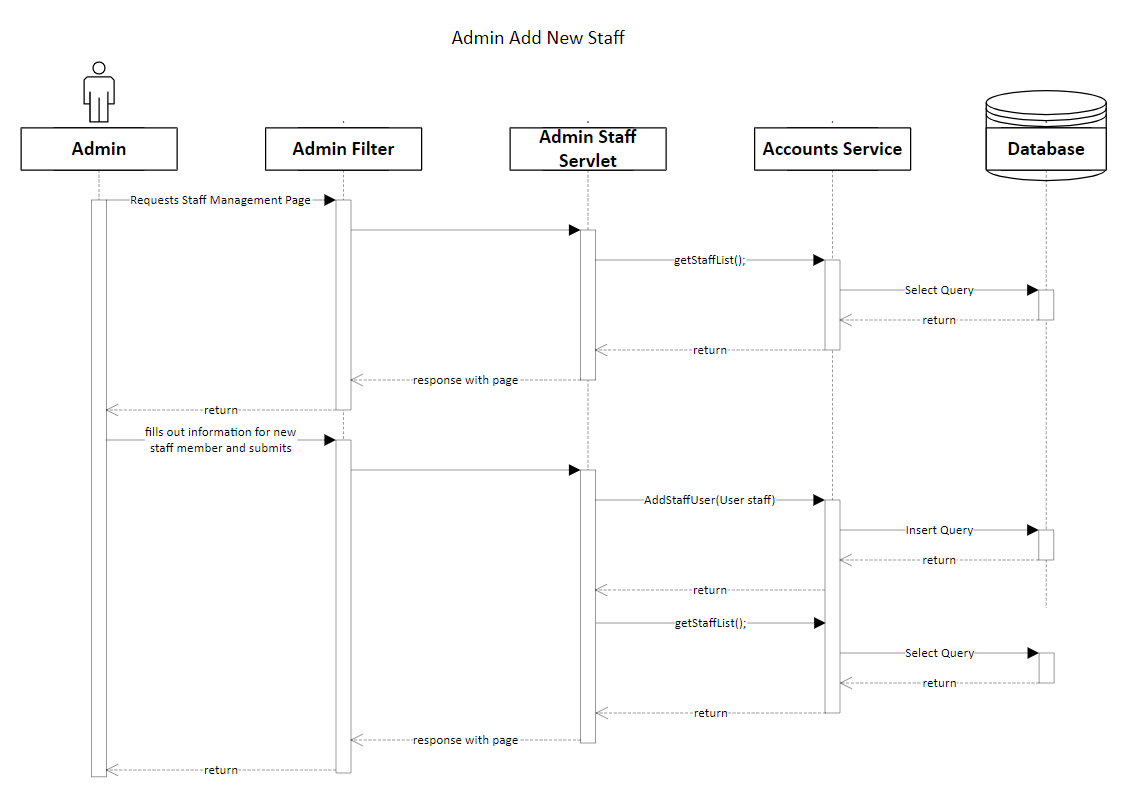 Admin Add New Staff
Admin
Admin Filter
Admin Staff
Servlet
Accounts Service
Database
Requests Staff Management Page
getStaffList();
Select Query
return
return
response with page
return
fills out information for new
staff member and submits
AddStaffUser(User staff)
Insert Query
return
return
getStaffList();
Select Query
return
return
response with page
return